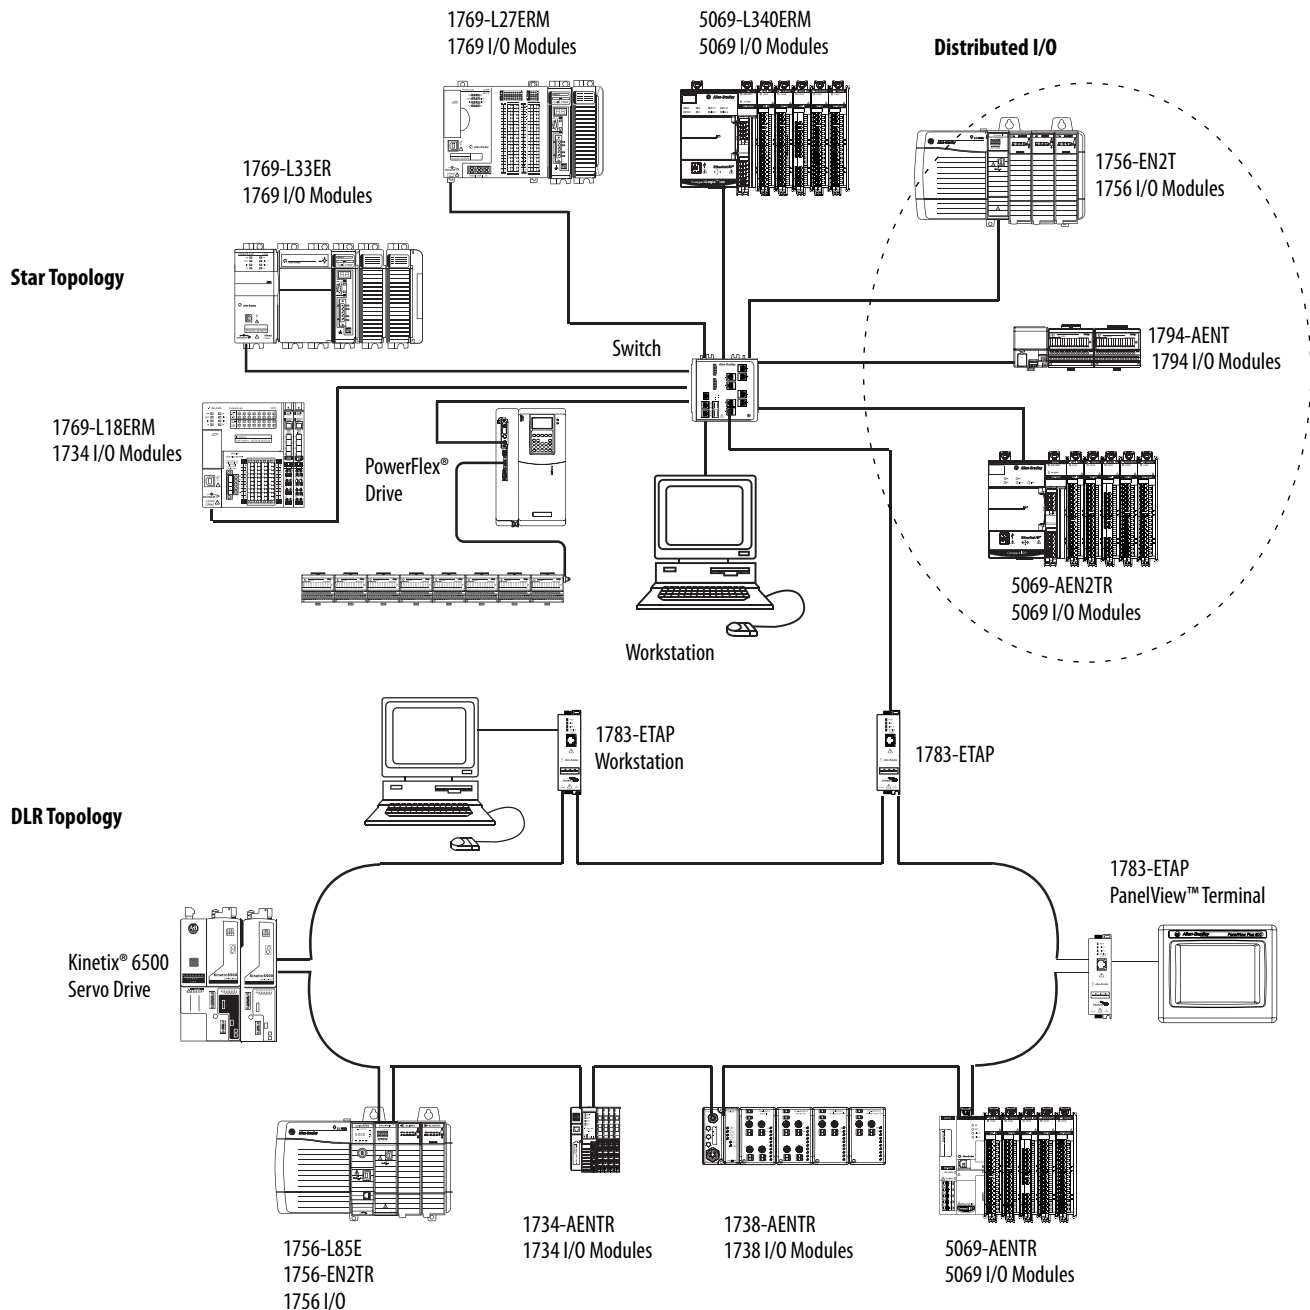 1769-L27ERM
1769 I/O Modules
5069-L340ERM
5069 I/O Modules
Distributed I/O
1769-L33ER
1769 I/O Modules
1756-EN2T
1756 I/O Modules
Star Topology
Switch
1794-AENT
1794 I/O Modules
1769-L18ERM
1734 I/O Modules
PowerFlex®
Drive
5069-AEN2TR
5069 I/O Modules
Workstation
1783-ETAP
Workstation
1783-ETAP
DLR Topology
1783-ETAP
PanelView™ Terminal
Kinetix® 6500
Servo Drive
1734-AENTR
1734 I/O Modules
1738-AENTR
1738 I/O Modules
1756-L85E
1756-EN2TR
1756 I/O
5069-AENTR
5069 I/O Modules